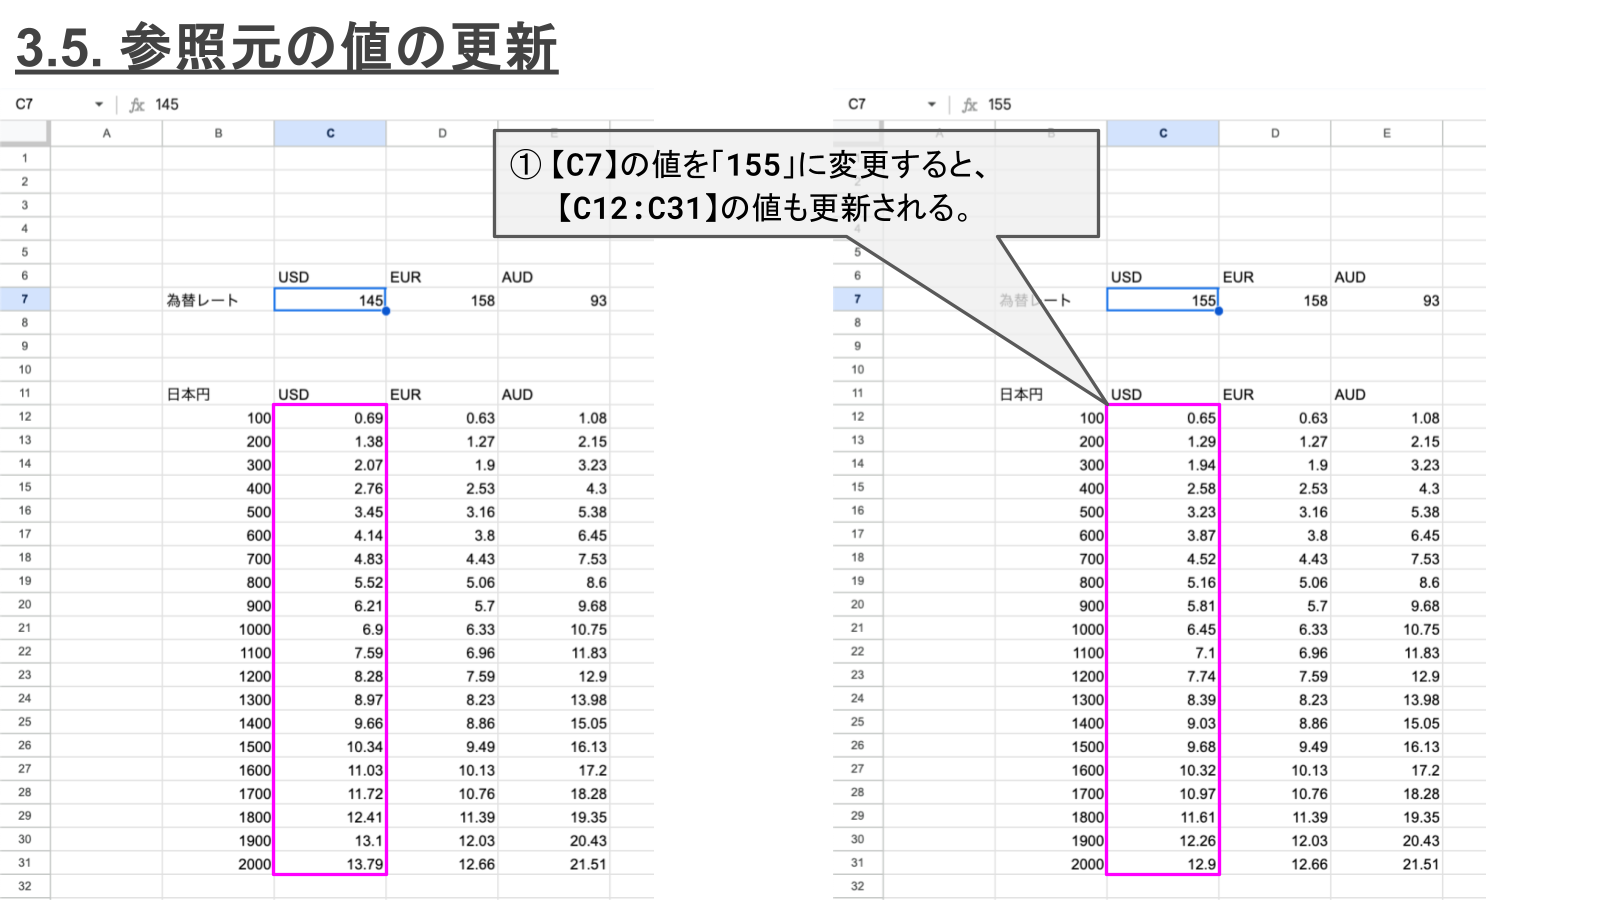 3.5. 参照元の値の更新
C7 fx 145
A B C D E
1
2
3
4
5
6 USD EUR AUD
7 為替レート 145 158 93
8
9
10
11 日本円 USD EUR AUD
12 100 0.69 0.63 1.08
13 200 1.38 1.27 2.15
14 300 2.07 1.9 3.23
15 400 2.76 2.53 4.3
16 500 3.45 3.16 5.38
17 600 4.14 3.8 6.45
18 700 4.83 4.43 7.53
19 800 5.52 5.06 8.6
20 900 6.21 5.7 9.68
21 1000 6.9 6.33 10.75
22 1100 7.59 6.96 11.83
23 1200 8.28 7.59 12.9
24 1300 8.97 8.23 13.98
25 1400 9.66 8.86 15.05
26 1500 10.34 9.49 16.13
27 1600 11.03 10.13 17.2
28 1700 11.72 10.76 18.28
29 1800 12.41 11.39 19.35
30 1900 13.1 12.03 20.43
31 2000 13.79 12.66 21.51
32
①【C7】の値を「155」に変更すると、
【C12:C31】の値も更新される。
C7 fx 155
A B C D E
2
4
5
6 USD EUR AUD
7 為替レート 155 158 93
8
9
10
11 日本円 USD EUR AUD
12 100 0.65 0.63 1.08
13 200 1.29 1.27 2.15
14 300 1.94 1.9 3.23
15 400 2.58 2.53 4.3
16 500 3.23 3.16 5.38
17 600 3.87 3.8 6.45
18 700 4.52 4.43 7.53
19 800 5.16 5.06 8.6
20 900 5.81 5.7 9.68
21 1000 6.45 6.33 10.75
22 1100 7.1 6.96 11.83
23 1200 7.74 7.59 12.9
24 1300 8.39 8.23 13.98
25 1400 9.03 8.86 15.05
26 1500 9.68 9.49 16.13
27 1600 10.32 10.13 17.2
28 1700 10.97 10.76 18.28
29 1800 11.61 11.39 19.35
30 1900 12.26 12.03 20.43
31 2000 12.9 12.66 21.51
32